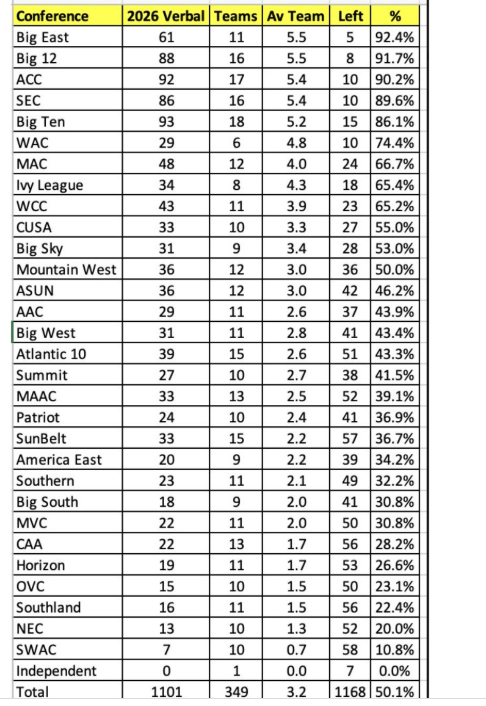 Conference 2026 Verbal Teams Av Team Left %
Big East 61 11 5.5 5 92.4%
Big 12 88 16 5.5 8 91.7%
ACC 92 17 5.4 10 90.2%
SEC 86 16 5.4 10 89.6%
Big Ten 93 18 5.2 15 86.1%
WAC 29 6 4.8 10 74.4%
MAC 48 12 4.0 24 66.7%
Ivy League 34 8 4.3 18 65.4%
WCC 43 11 3.9 23 65.2%
CUSA 33 10 3.3 27 55.0%
Big Sky 31 9 3.4 28 53.0%
Mountain West 36 12 3.0 36 50.0%
ASUN 36 12 3.0 42 46.2%
AAC 29 11 2.6 37 43.9%
Big West 31 11 2.8 41 43.4%
Atlantic 10 39 15 2.6 51 43.3%
Summit 27 10 2.7 38 41.5%
MAAC 33 13 2.5 52 39.1%
Patriot 24 10 2.4 41 36.9%
SunBelt 33 15 2.2 57 36.7%
America East 20 9 2.2 39 34.2%
Southern 23 11 2.1 49 32.2%
Big South 18 9 2.0 41 30.8%
MVC 22 11 2.0 50 30.8%
CAA 22 13 1.7 56 28.2%
Horizon 19 11 1.7 53 26.6%
OVC 15 10 1.5 50 23.1%
Southland 16 11 1.5 56 22.4%
NEC 13 10 1.3 52 20.0%
SWAC 7 10 0.7 58 10.8%
Independent 0 1 0.0 7 0.0%
Total 1101 349 3.2 1168 50.1%